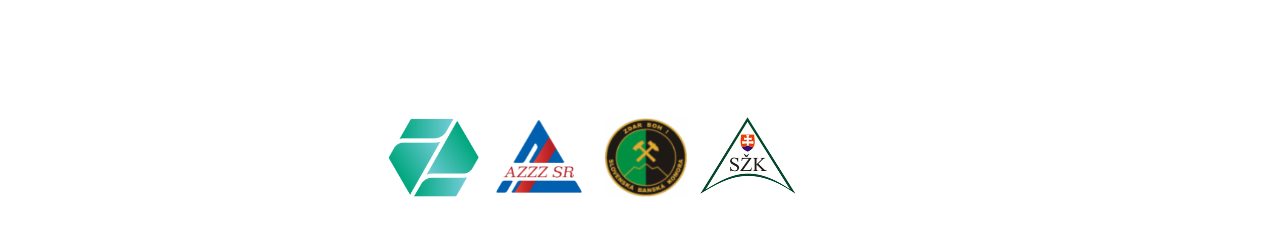 AZZZ SR
ZDAR BOH !
SLOVENSKÁ BANSKÁ KOMORA
SŽK